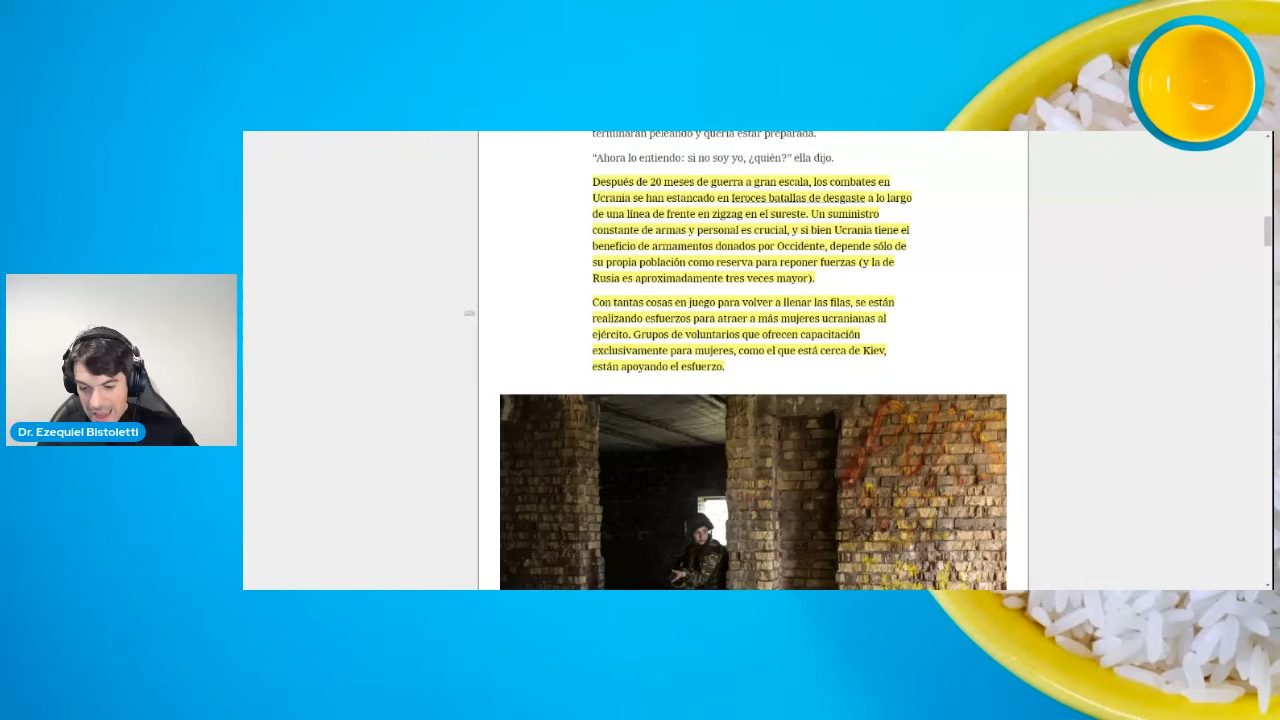 terminaran peleando y quería estar preparada.
“Ahora lo entiendo: si no soy yo, ¿quién?” ella dijo.
Después de 20 meses de guerra a gran escala, los combates en
Ucrania se han estancado en feroces batallas de desgaste a lo largo
de una línea de frente en zigzag en el sureste. Un suministro
constante de armas y personal es crucial, y si bien Ucrania tiene el
beneficio de armamentos donados por Occidente, depende sólo de
su propia población como reserva para reponer fuerzas (y la de
Rusia es aproximadamente tres veces mayor).
Con tantas cosas en juego para volver a llenar las filas, se están
realizando esfuerzos para atraer a más mujeres ucranianas al
ejército. Grupos de voluntarios que ofrecen capacitación
exclusivamente para mujeres, como el que está cerca de Kiev,
están apoyando el esfuerzo.
Dr. Ezequiel Bistoletti